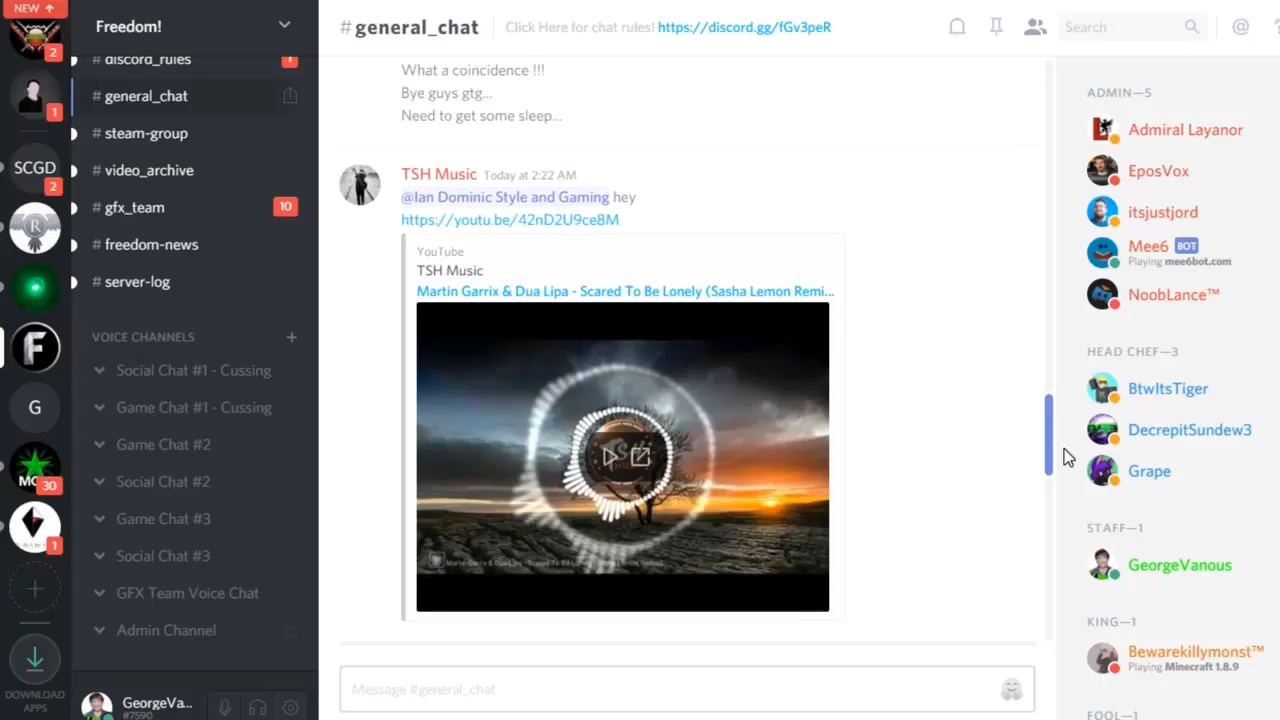 NEW
2
1
SCGD
2
G
30
1
DOWNLOAD
APPS
Freedom!
# discord_rules
1
# general_chat
# steam-group
# video_archive
# gfx_team
10
# freedom-news
# server-log
VOICE CHANNELS
Social Chat #1 - Cussing
Game Chat #1 - Cussing
Game Chat #2
Social Chat #2
Game Chat #3
Social Chat #3
GFX Team Voice Chat
Admin Channel
GeorgeVa...
#7590
#general_chat
Click Here for chat rules! https://discord.gg/fGv3peR
Search
@
What a coincidence !!!
Bye guys gtg...
Need to get some sleep...
TSH Music Today at 2:22 AM
@Ian Dominic Style and Gaming hey
https://youtu.be/42nD2U9ce8M
YouTube
TSH Music
Martin Garrix & Dua Lipa - Scared To Be Lonely (Sasha Lemon Remi...
Message #general_chat
ADMIN—5
Admiral Layanor
EposVox
itsjustjord
Mee6 BOT
Playing mee6bot.com
NoobLance™
HEAD CHEF—3
BtwItsTiger
DecrepitSundew3
Grape
STAFF—1
GeorgeVanous
KING—1
Bewarekillymonst™
Playing Minecraft 1.8.9
FOOL—1